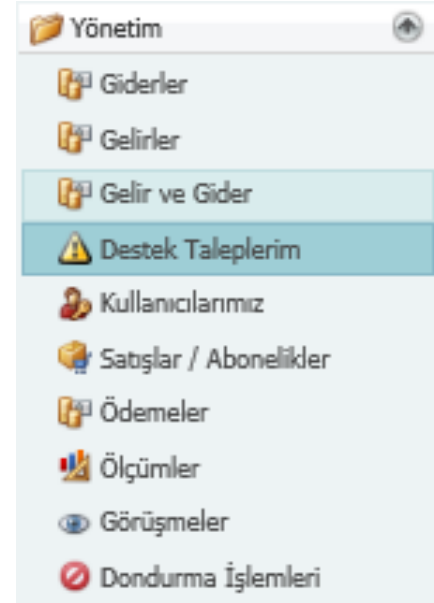 Yönetim
Giderler
Gelirler
Gelir ve Gider
Destek Taleplerim
Kullanıcılarımız
Satışlar / Abonelikler
Ödemeler
Ölçümler
Görüşmeler
Dondurma İşlemleri